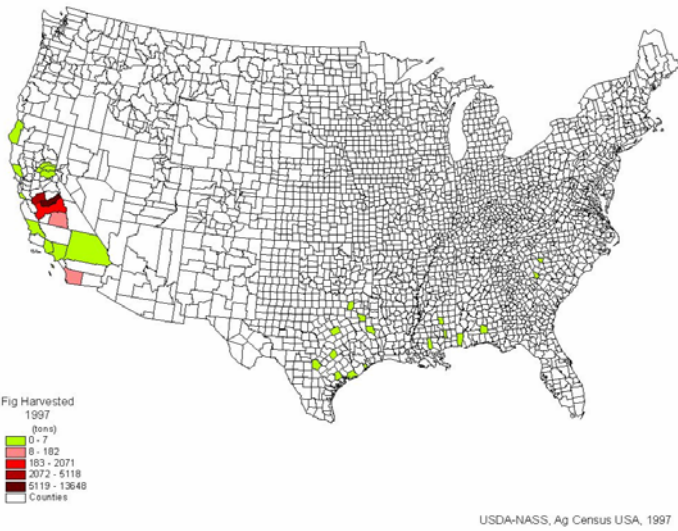 Fig Harvested
1997
(tons)
0 - 7
8 - 182
183 - 2071
2072 - 5118
5119 - 13648
Counties
USDA-NASS, Ag Census USA, 1997